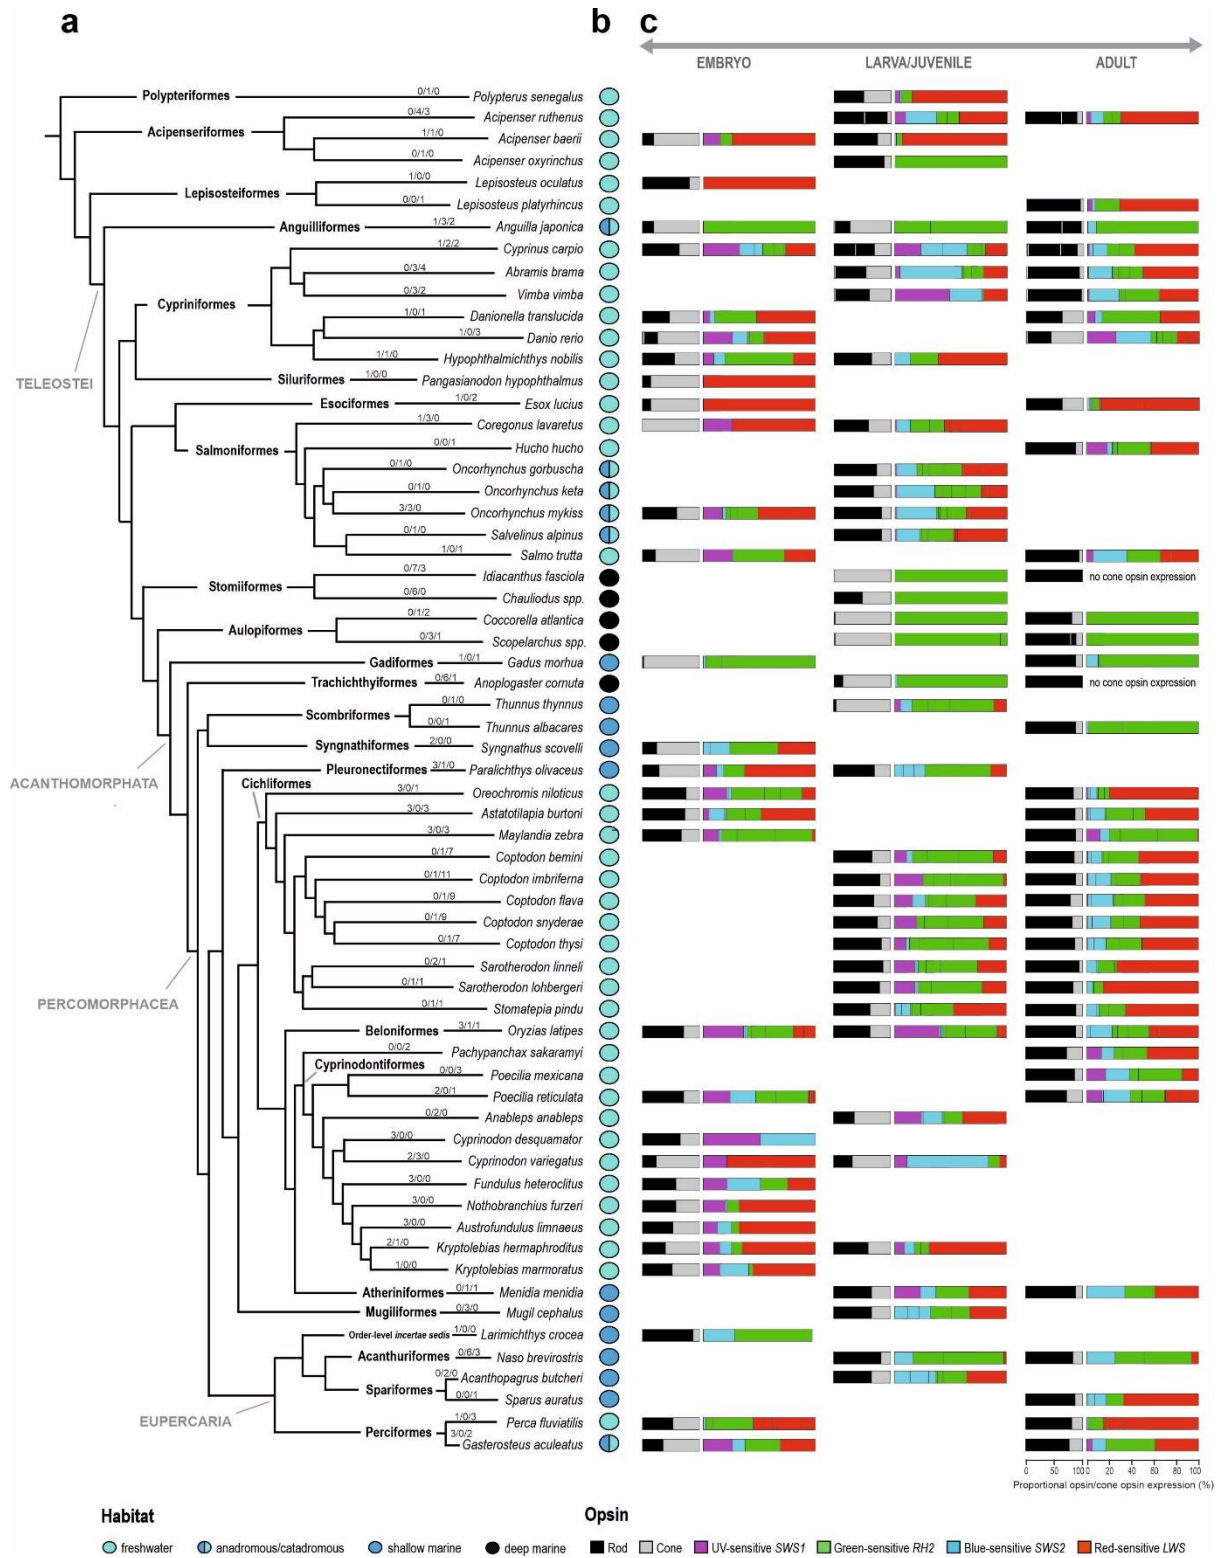 a b c
EMBRYO LARVA/JUVENILE ADULT
Polypteriformes 0/1/0 Polypterus senegalus
Acipenseriformes 0/4/3 Acipenser ruthenus
1/1/0 Acipenser baerii
0/1/0 Acipenser oxyrinchus
Lepisosteiformes 1/0/0 Lepisosteus oculatus
0/0/1 Lepisosteus platyrhincus
Anguilliformes 1/3/2 Anguilla japonica
1/2/2 Cyprinus carpio
0/3/4 Abramis brama
Cypriniformes 0/3/2 Vimba vimba
1/0/1 Danionella translucida
1/0/3 Danio rerio
1/1/0 Hypophthalmichthys nobilis
TELEOSTEI
Siluriformes 1/0/0 Pangasianodon hypophthalmus
Esociformes 1/0/2 Esox lucius
1/3/0 Coregonus lavaretus
Salmoniformes 0/0/1 Hucho hucho
0/1/0 Oncorhynchus gorbuscha
0/1/0 Oncorhynchus keta
3/3/0 Oncorhynchus mykiss
0/1/0 Salvelinus alpinus
1/0/1 Salmo trutta
Stomiiformes 0/7/3 Idiacanthus fasciola no cone opsin expression
0/6/0 Chauliodus spp.
Aulopiformes 0/1/2 Coccorella atlantica
0/3/1 Scopelarchus spp.
Gadiformes 1/0/1 Gadus morhua
Trachichthyiformes 0/6/1 Anoplogaster cornuta no cone opsin expression
Scombriformes 0/1/0 Thunnus thynnus
0/0/1 Thunnus albacares
Syngnathiformes 2/0/0 Syngnathus scovelli
Pleuronectiformes 3/1/0 Paralichthys olivaceus
ACANTHOMORPHATA
Cichliformes
3/0/1 Oreochromis niloticus
3/0/3 Astatotilapia burtoni
3/0/3 Maylandia zebra
0/1/7 Coptodon bemini
0/1/11 Coptodon imbriferna
0/1/9 Coptodon flava
0/1/9 Coptodon snyderae
0/1/7 Coptodon thysi
0/2/1 Sarotherodon linneli
0/1/1 Sarotherodon lohbergeri
PERCOMORPHACEA
0/1/1 Stomatepia pindu
Beloniformes 3/1/1 Oryzias latipes
0/0/2 Pachypanchax sakaramyi
Cyprinodontiformes
0/0/3 Poecilia mexicana
2/0/1 Poecilia reticulata
0/2/0 Anableps anableps
3/0/0 Cyprinodon desquamator
2/3/0 Cyprinodon variegatus
3/0/0 Fundulus heteroclitus
3/0/0 Nothobranchius furzeri
3/0/0 Austrofundulus limnaeus
2/1/0 Kryptolebias hermaphroditus
1/0/0 Kryptolebias marmoratus
Atheriniformes 0/1/1 Menidia menidia
Mugiliformes 0/3/0 Mugil cephalus
Order-level incertae sedis 1/0/0 Larimichthys crocea
Acanthuriformes 0/6/3 Naso brevirostris
0/2/0 Acanthopagrus butcheri
Spariformes 0/0/1 Sparus auratus
EUPERCARIA
1/0/3 Perca fluviatilis
Perciformes 3/0/2 Gasterosteus aculeatus
0 50 100 0 20 40 60 80 100
Proportional opsin/cone opsin expression (%)
Habitat Opsin
freshwater anadromous/catadromous shallow marine deep marine Rod Cone UV-sensitive SWS1 Green-sensitive RH2 Blue-sensitive SWS2 Red-sensitive LWS